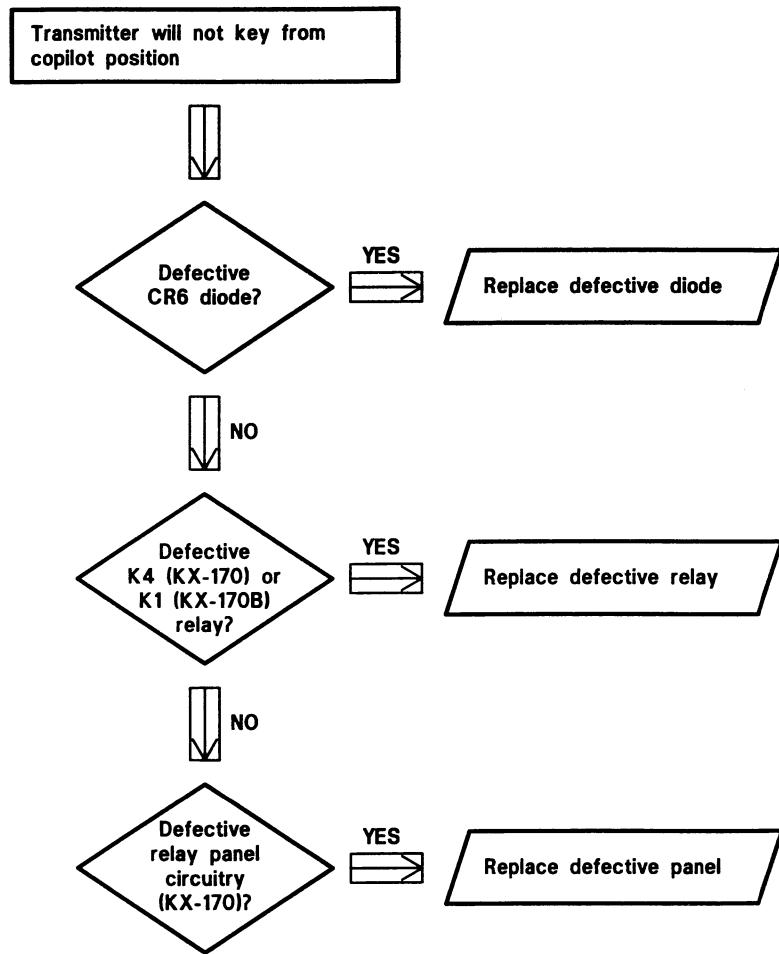 Transmitter will not key from
copilot position
Defective
CR6 diode?
YES
Replace defective diode
NO
Defective
K4 (KX-170) or
K1 (KX-170B)
relay?
YES
Replace defective relay
NO
Defective
relay panel
circuitry
(KX-170)?
YES
Replace defective panel